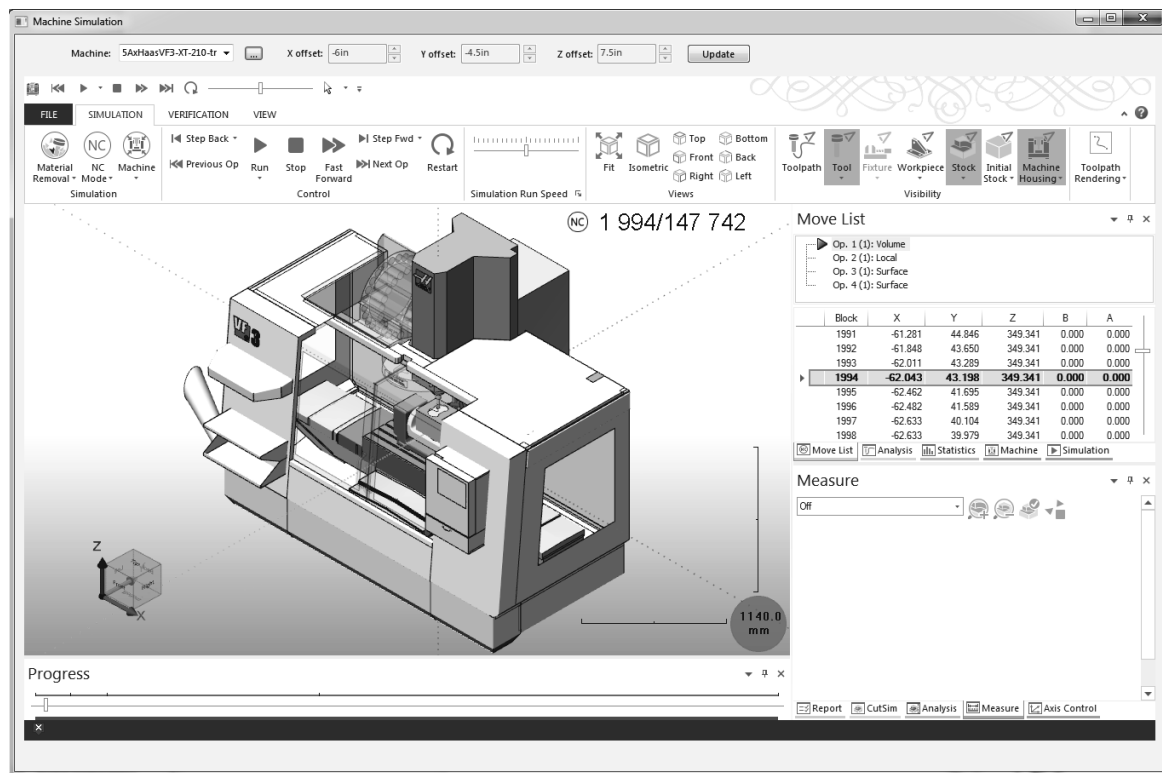 Machine Simulation
Machine: 5AxHaasVF3-XT-210-tr ... X offset: -6in Y offset: -4.5in Z offset: 7.5in Update
FILE SIMULATION VERIFICATION VIEW
Material Removal NC Mode Machine
Simulation
Step Back Previous Op Run Stop Fast Forward Step Fwd Next Op Restart
Control
Simulation Run Speed
Fit Isometric Top Bottom Front Back Right Left
Views
Toolpath Tool Fixture Workpiece Stock Initial Stock Machine Housing
Visibility
Toolpath Rendering
NC 1 994/147 742
VF 3
Z
X
1140.0
mm
Move List
Op. 1 (1): Volume
Op. 2 (1): Local
Op. 3 (1): Surface
Op. 4 (1): Surface
Block X Y Z B A
1991 -61.281 44.846 349.341 0.000 0.000
1992 -61.848 43.650 349.341 0.000 0.000
1993 -62.011 43.289 349.341 0.000 0.000
1994 -62.043 43.198 349.341 0.000 0.000
1995 -62.462 41.695 349.341 0.000 0.000
1996 -62.482 41.589 349.341 0.000 0.000
1997 -62.633 40.104 349.341 0.000 0.000
1998 -62.633 39.979 349.341 0.000 0.000
Move List Analysis Statistics Machine Simulation
Measure
Off
Report CutSim Analysis Measure Axis Control
Progress